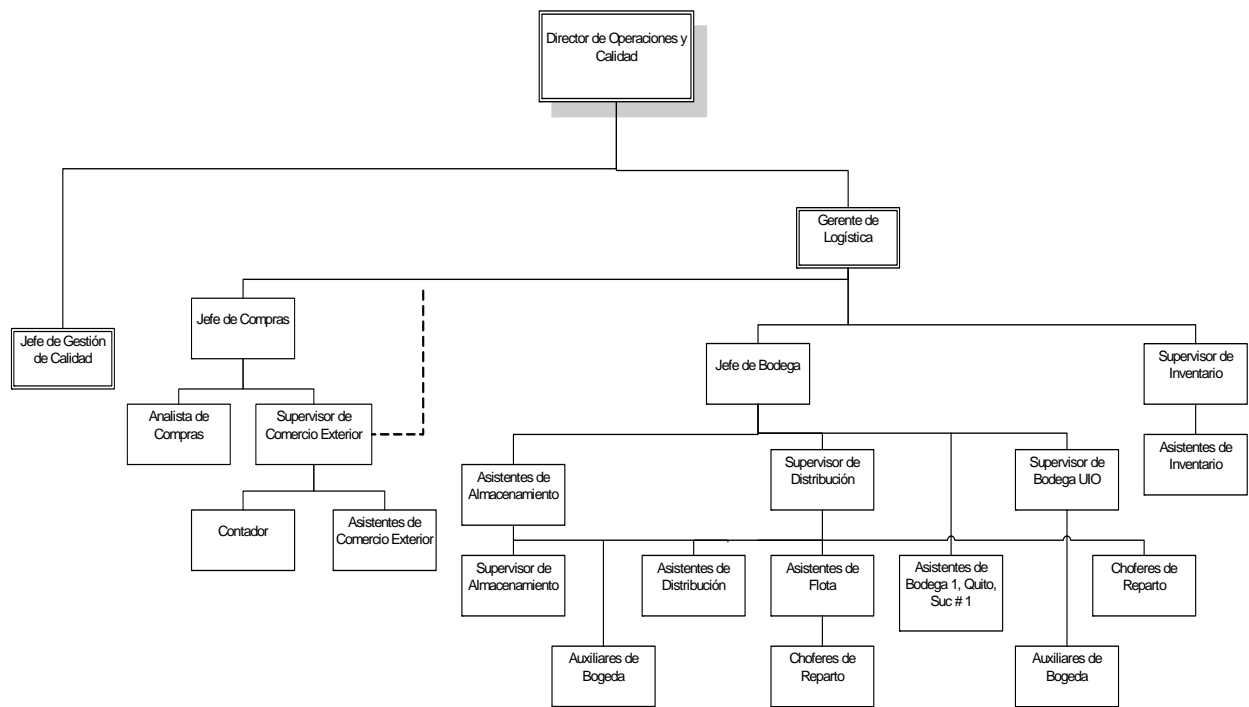 Director de Operaciones y
Calidad
Gerente de
Logística
Jefe de Compras
Jefe de Gestión
de Calidad
Jefe de Bodega
Supervisor de
Inventario
Analista de
Compras
Supervisor de
Comercio Exterior
Asistentes de
Inventario
Asistentes de
Almacenamiento
Supervisor de
Distribución
Supervisor de
Bodega UIO
Contador
Asistentes de
Comercio Exterior
Supervisor de
Almacenamiento
Asistentes de
Distribución
Asistentes de
Flota
Asistentes de
Bodega 1, Quito,
Suc # 1
Choferes de
Reparto
Auxiliares de
Bogeda
Choferes de
Reparto
Auxiliares de
Bogeda